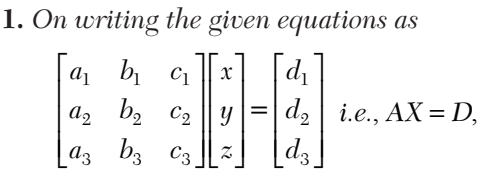 1. On writing the given equations as
[a₁ b₁ c₁] [x] = [d₁]
[a₂ b₂ c₂] [y] = [d₂] i.e., AX = D,
[a₃ b₃ c₃] [z] = [d₃]